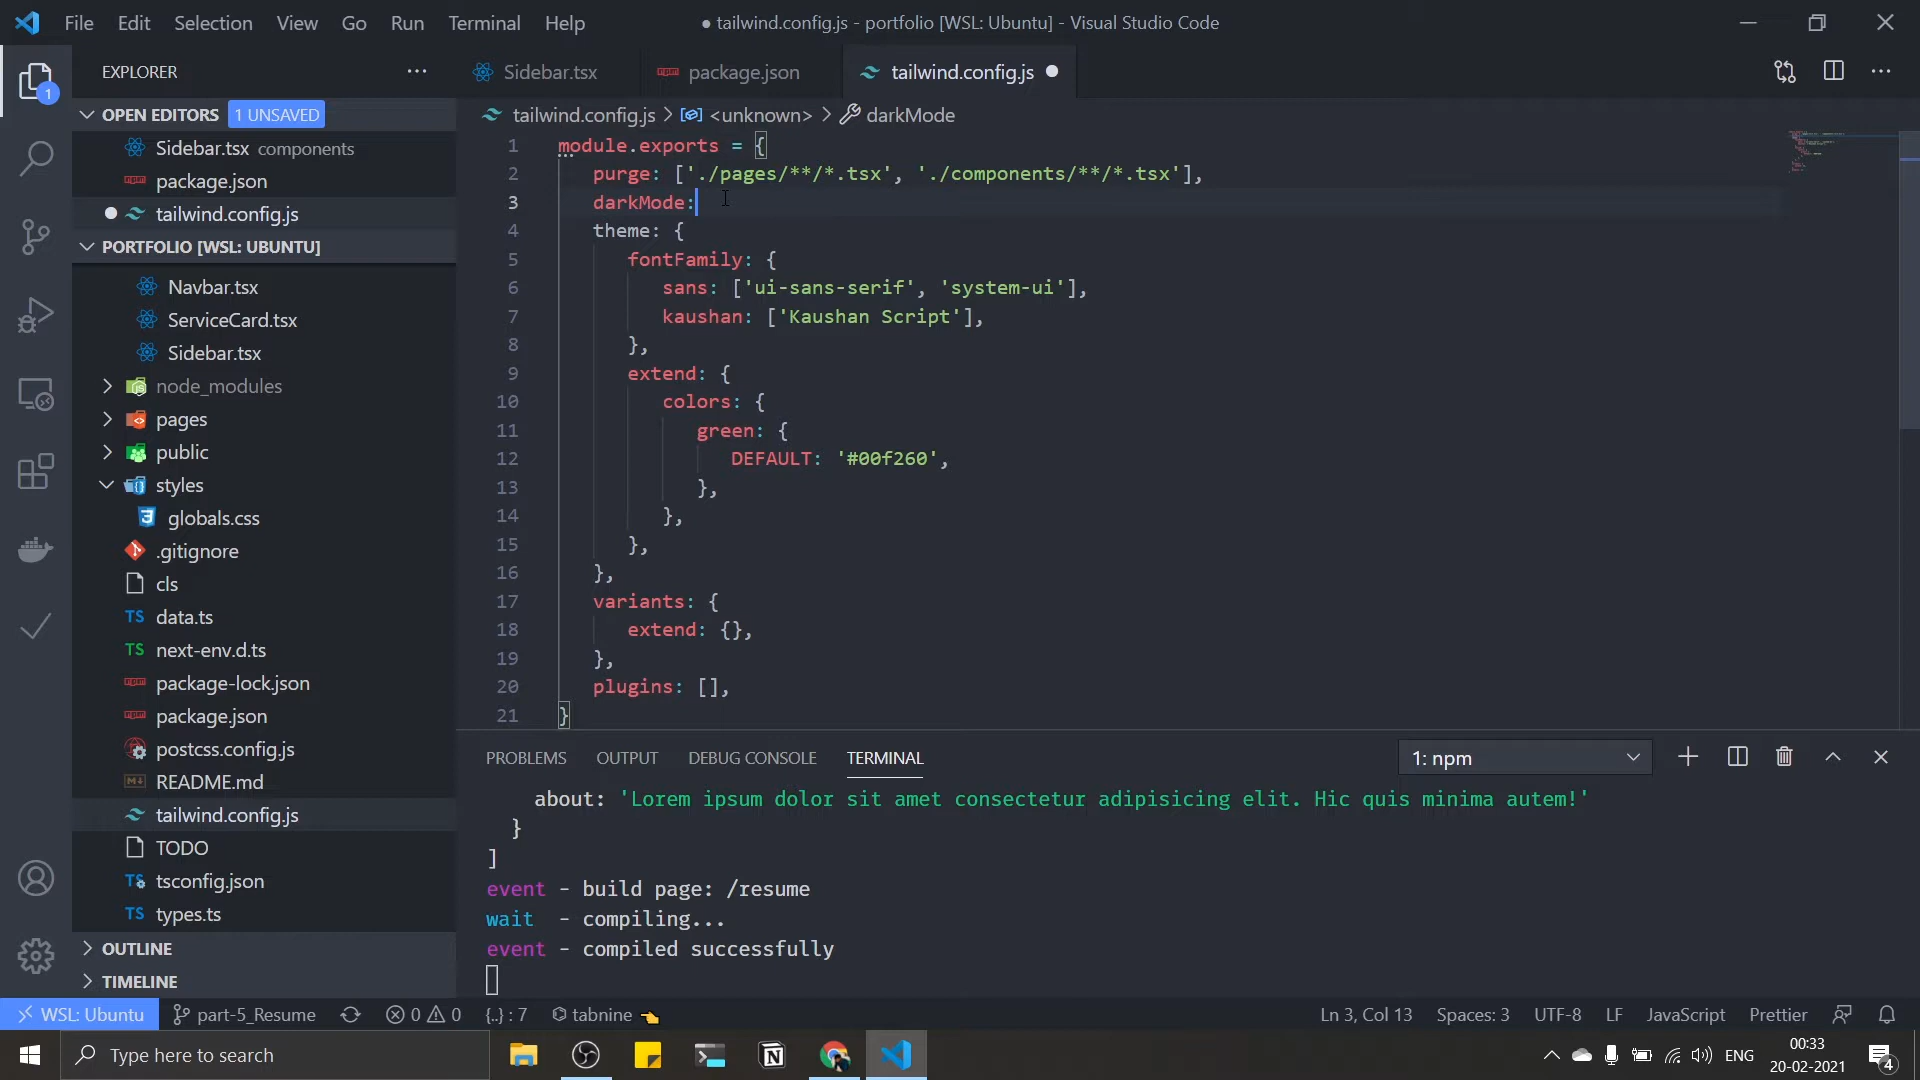 File Edit Selection View Go Run Terminal Help ● tailwind.config.js - portfolio [WSL: Ubuntu] - Visual Studio Code
EXPLORER
Sidebar.tsx package.json tailwind.config.js
1
OPEN EDITORS 1 UNSAVED
Sidebar.tsx components
package.json
tailwind.config.js
PORTFOLIO [WSL: UBUNTU]
Navbar.tsx
ServiceCard.tsx
Sidebar.tsx
node_modules
pages
public
styles
globals.css
.gitignore
cls
TS data.ts
TS next-env.d.ts
package-lock.json
package.json
postcss.config.js
README.md
tailwind.config.js
TODO
TS tsconfig.json
TS types.ts
OUTLINE
TIMELINE
tailwind.config.js > <unknown> > darkMode
1 module.exports = {
2 purge: ['./pages/**/*.tsx', './components/**/*.tsx'],
3 darkMode:
4 theme: {
5 fontFamily: {
6 sans: ['ui-sans-serif', 'system-ui'],
7 kaushan: ['Kaushan Script'],
8 },
9 extend: {
10 colors: {
11 green: {
12 DEFAULT: '#00f260',
13 },
14 },
15 },
16 },
17 variants: {
18 extend: {},
19 },
20 plugins: [],
21 }
PROBLEMS OUTPUT DEBUG CONSOLE TERMINAL 1: npm
about: 'Lorem ipsum dolor sit amet consectetur adipisicing elit. Hic quis minima autem!'
}
]
event - build page: /resume
wait - compiling...
event - compiled successfully
WSL: Ubuntu part-5_Resume 0 0 {..} : 7 tabnine Ln 3, Col 13 Spaces: 3 UTF-8 LF JavaScript Prettier
Type here to search
ENG
00:33
20-02-2021
4